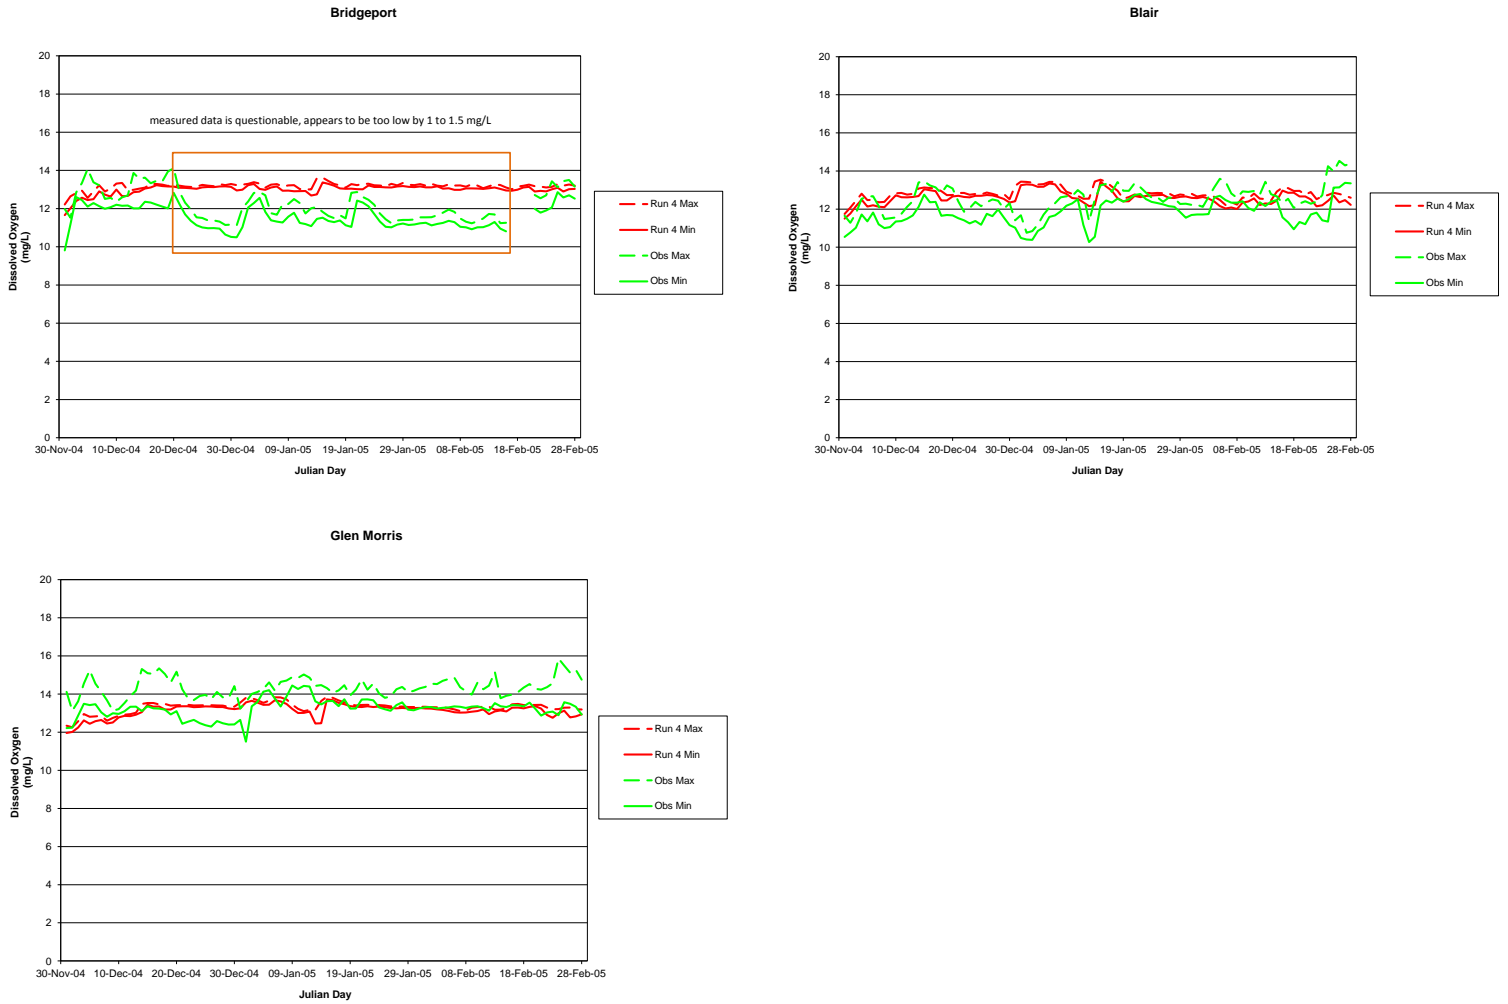 Bridgeport
20
18
16
14
12
10
8
6
4
2
0
Dissolved Oxygen
(mg/L)
measured data is questionable, appears to be too low by 1 to 1.5 mg/L
30-Nov-04 10-Dec-04 20-Dec-04 30-Dec-04 09-Jan-05 19-Jan-05 29-Jan-05 08-Feb-05 18-Feb-05 28-Feb-05
Julian Day
Run 4 Max
Run 4 Min
Obs Max
Obs Min
Blair
20
18
16
14
12
10
8
6
4
2
0
Dissolved Oxygen
(mg/L)
30-Nov-04 10-Dec-04 20-Dec-04 30-Dec-04 09-Jan-05 19-Jan-05 29-Jan-05 08-Feb-05 18-Feb-05 28-Feb-05
Julian Day
Run 4 Max
Run 4 Min
Obs Max
Obs Min
Glen Morris
20
18
16
14
12
10
8
6
4
2
0
Dissolved Oxygen
(mg/L)
30-Nov-04 10-Dec-04 20-Dec-04 30-Dec-04 09-Jan-05 19-Jan-05 29-Jan-05 08-Feb-05 18-Feb-05 28-Feb-05
Julian Day
Run 4 Max
Run 4 Min
Obs Max
Obs Min